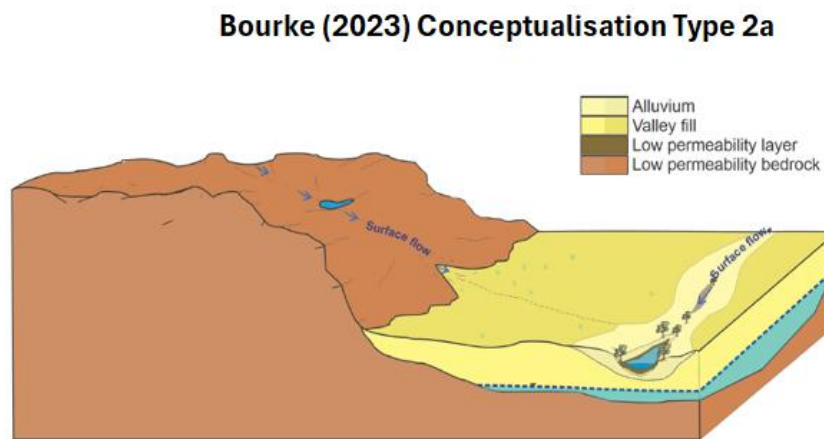 Bourke (2023) Conceptualisation Type 2a
Alluvium
Valley fill
Low permeability layer
Low permeability bedrock
Surface flow
Surface flow